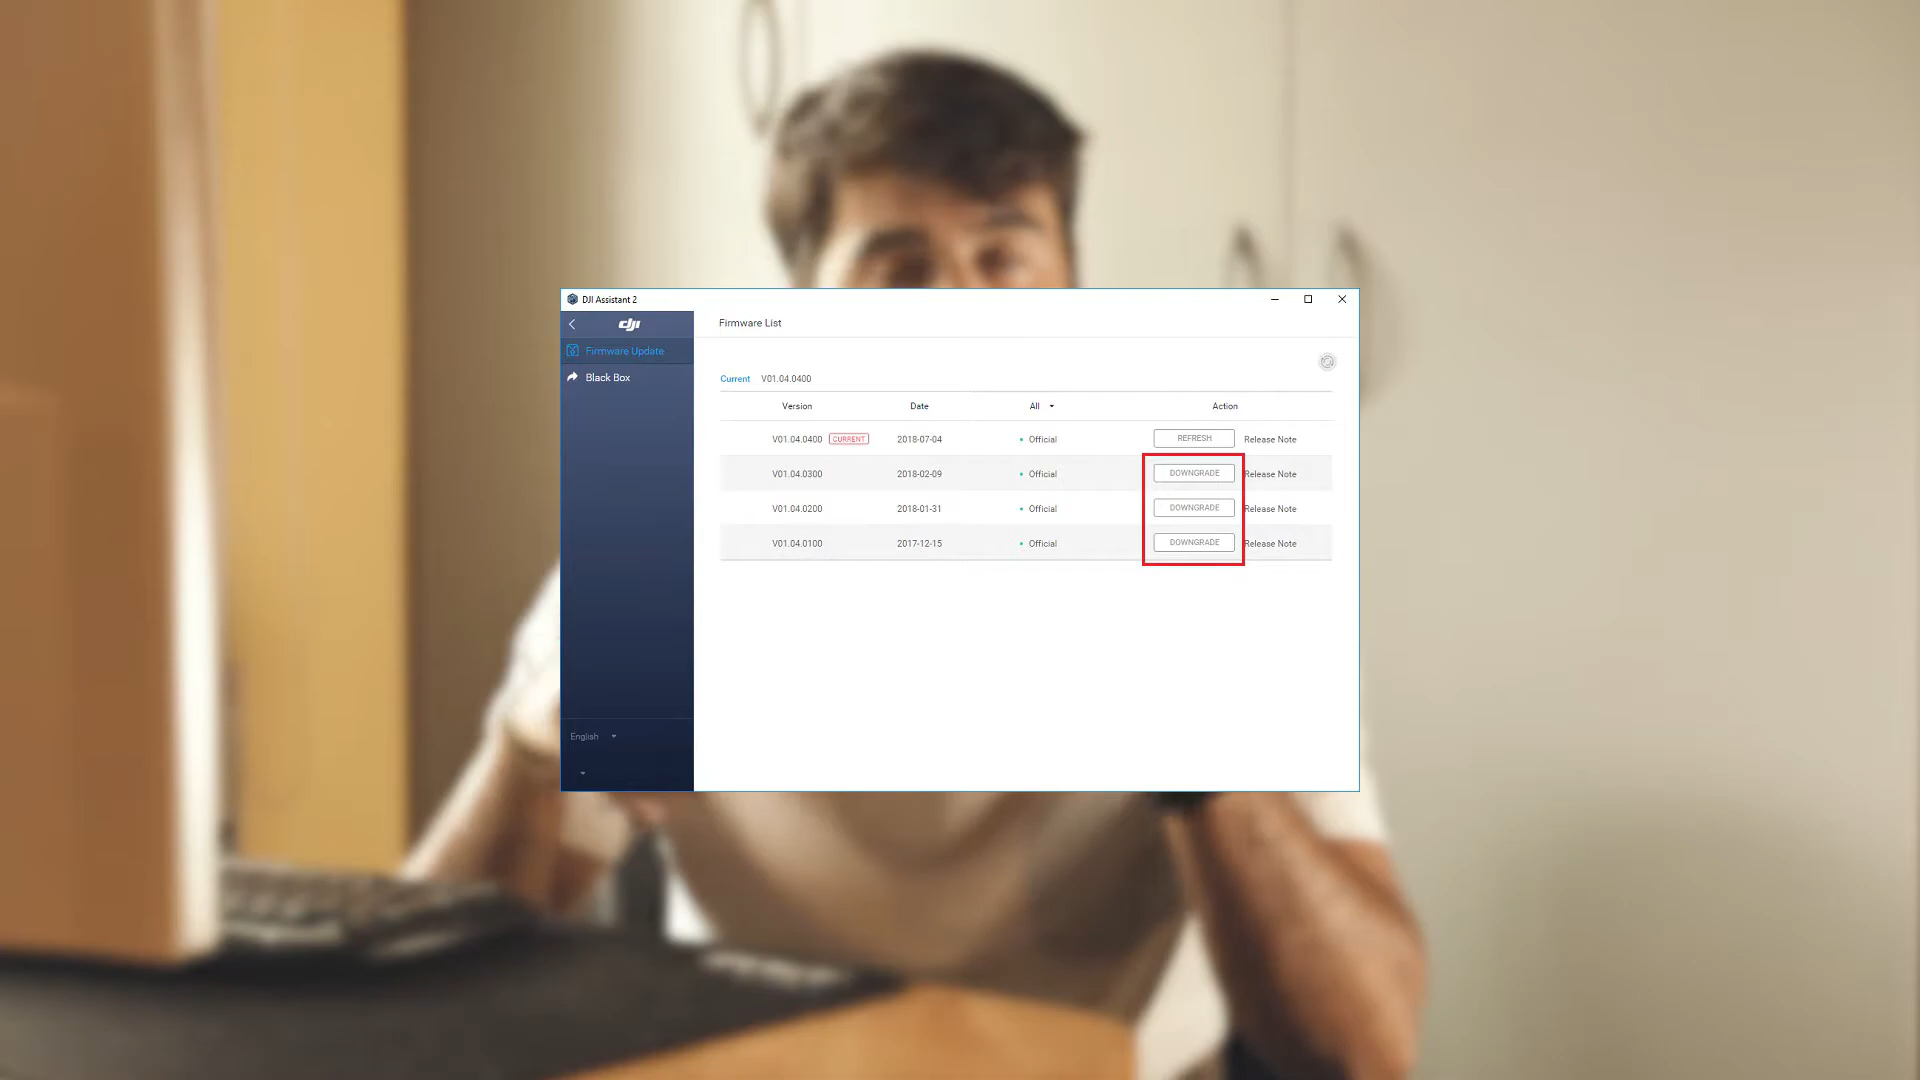 DJI Assistant 2
dji
Firmware List
Firmware Update
Black Box
Current V01.04.0400
Version Date All Action
V01.04.0400 CURRENT 2018-07-04 Official REFRESH Release Note
V01.04.0300 2018-02-09 Official DOWNGRADE Release Note
V01.04.0200 2018-01-31 Official DOWNGRADE Release Note
V01.04.0100 2017-12-15 Official DOWNGRADE Release Note
English